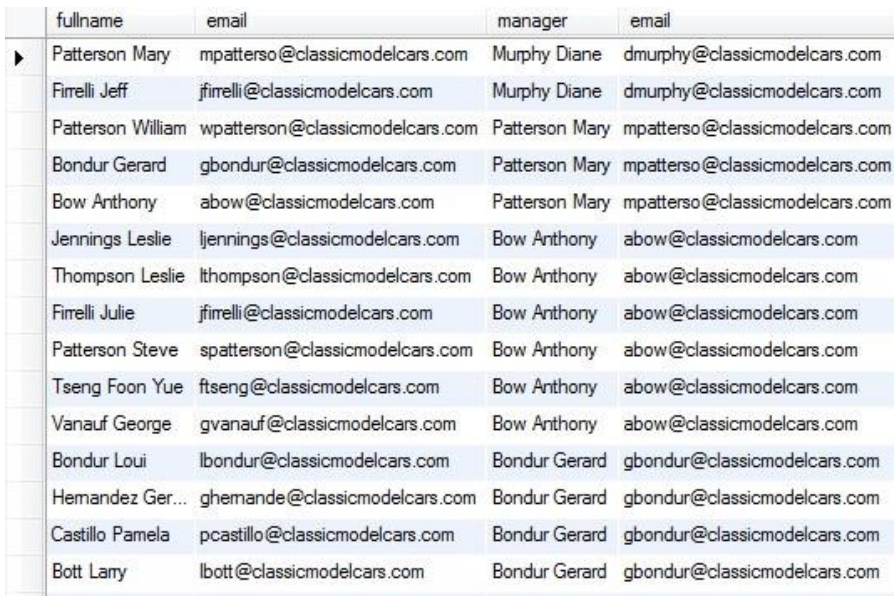 fullname email manager email
Patterson Mary mpatterso@classicmodelcars.com Murphy Diane dmurphy@classicmodelcars.com
Firrelli Jeff jfirrelli@classicmodelcars.com Murphy Diane dmurphy@classicmodelcars.com
Patterson William wpatterson@classicmodelcars.com Patterson Mary mpatterso@classicmodelcars.com
Bondur Gerard gbondur@classicmodelcars.com Patterson Mary mpatterso@classicmodelcars.com
Bow Anthony abow@classicmodelcars.com Patterson Mary mpatterso@classicmodelcars.com
Jennings Leslie ljennings@classicmodelcars.com Bow Anthony abow@classicmodelcars.com
Thompson Leslie lthompson@classicmodelcars.com Bow Anthony abow@classicmodelcars.com
Firrelli Julie jfirrelli@classicmodelcars.com Bow Anthony abow@classicmodelcars.com
Patterson Steve spatterson@classicmodelcars.com Bow Anthony abow@classicmodelcars.com
Tseng Foon Yue ftseng@classicmodelcars.com Bow Anthony abow@classicmodelcars.com
Vanauf George gvanauf@classicmodelcars.com Bow Anthony abow@classicmodelcars.com
Bondur Loui lbondur@classicmodelcars.com Bondur Gerard gbondur@classicmodelcars.com
Hernandez Ger... ghernande@classicmodelcars.com Bondur Gerard gbondur@classicmodelcars.com
Castillo Pamela pcastillo@classicmodelcars.com Bondur Gerard gbondur@classicmodelcars.com
Bott Larry lbott@classicmodelcars.com Bondur Gerard gbondur@classicmodelcars.com